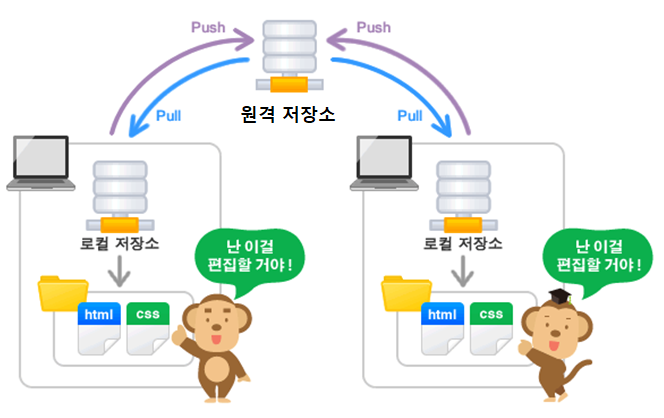 Push
Push
Pull
Pull
원격 저장소
로컬 저장소
로컬 저장소
난 이걸
편집할 거야 !
난 이걸
편집할 거야 !
html
css
html
css